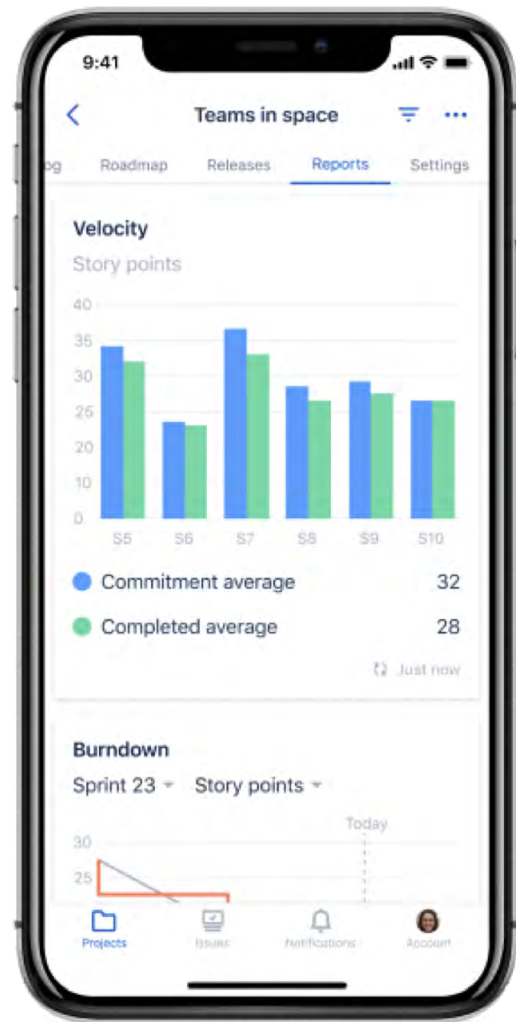 9:41
Teams in space
og Roadmap Releases Reports Settings
Velocity
Story points
40
35
30
25
20
10
0
S5 S6 S7 S8 S9 S10
Commitment average 32
Completed average 28
Just now
Burndown
Sprint 23 Story points
Today
30
25
Projects Issues Notifications Account